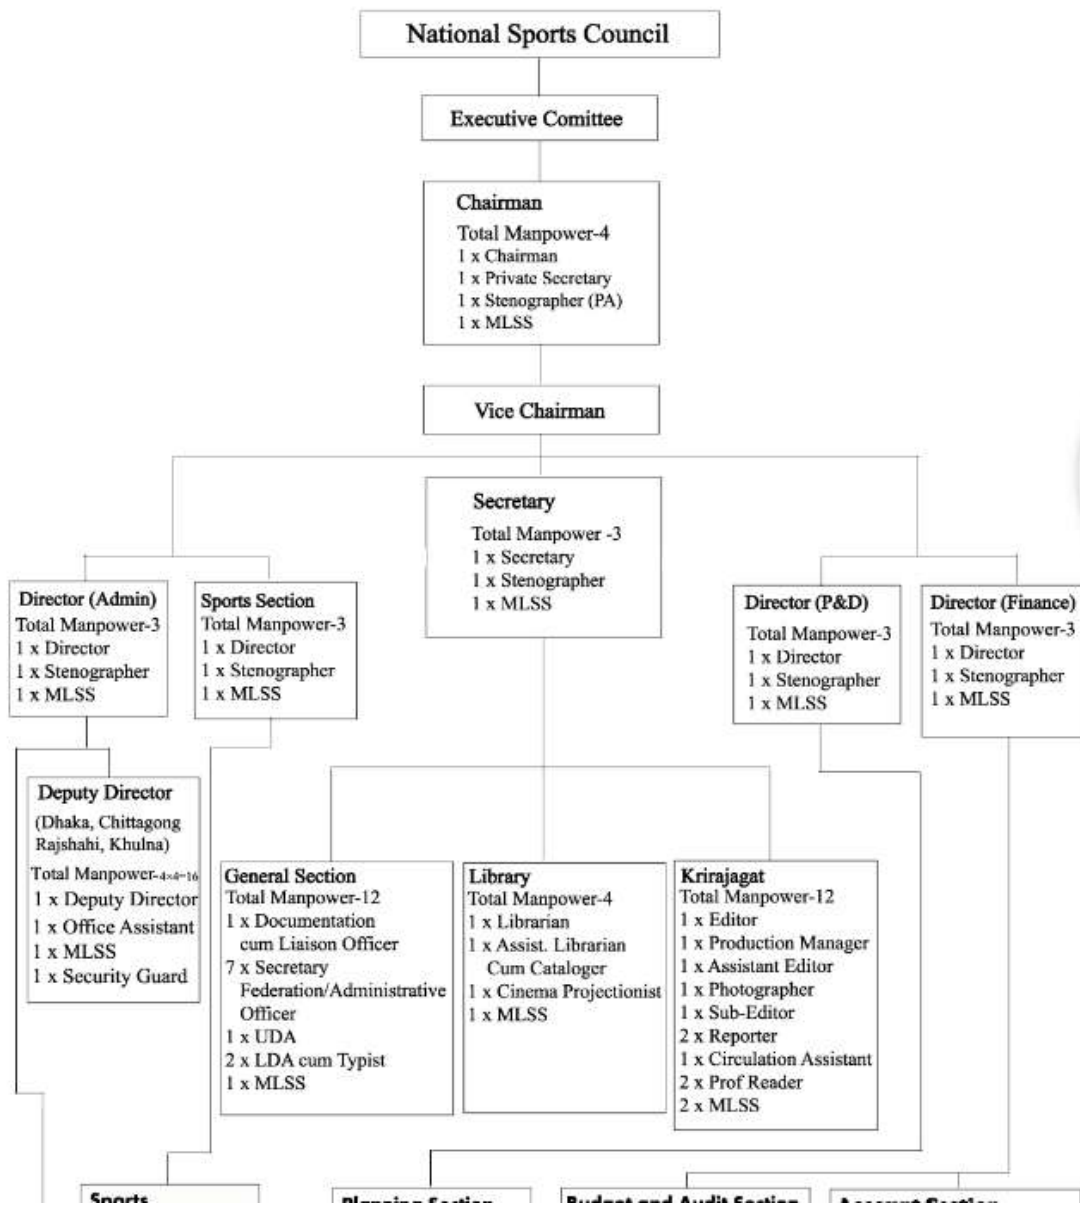 National Sports Council
Executive Comittee
Chairman
Total Manpower-4
1 x Chairman
1 x Private Secretary
1 x Stenographer (PA)
1 x MLSS
Vice Chairman
Secretary
Total Manpower -3
1 x Secretary
1 x Stenographer
1 x MLSS
Director (Admin)
Total Manpower-3
1 x Director
1 x Stenographer
1 x MLSS
Sports Section
Total Manpower-3
1 x Director
1 x Stenographer
1 x MLSS
Director (P&D)
Total Manpower-3
1 x Director
1 x Stenographer
1 x MLSS
Director (Finance)
Total Manpower-3
1 x Director
1 x Stenographer
1 x MLSS
Deputy Director
(Dhaka, Chittagong
Rajshahi, Khulna)
Total Manpower-4×4=16
1 x Deputy Director
1 x Office Assistant
1 x MLSS
1 x Security Guard
General Section
Total Manpower-12
1 x Documentation
cum Liaison Officer
7 x Secretary
Federation/Administrative
Officer
1 x UDA
2 x LDA cum Typist
1 x MLSS
Library
Total Manpower-4
1 x Librarian
1 x Assist. Librarian
Cum Cataloger
1 x Cinema Projectionist
1 x MLSS
Krirajagat
Total Manpower-12
1 x Editor
1 x Production Manager
1 x Assistant Editor
1 x Photographer
1 x Sub-Editor
2 x Reporter
1 x Circulation Assistant
2 x Prof Reader
2 x MLSS
Sports
Planning Section
Budget and Audit Section
Account Section